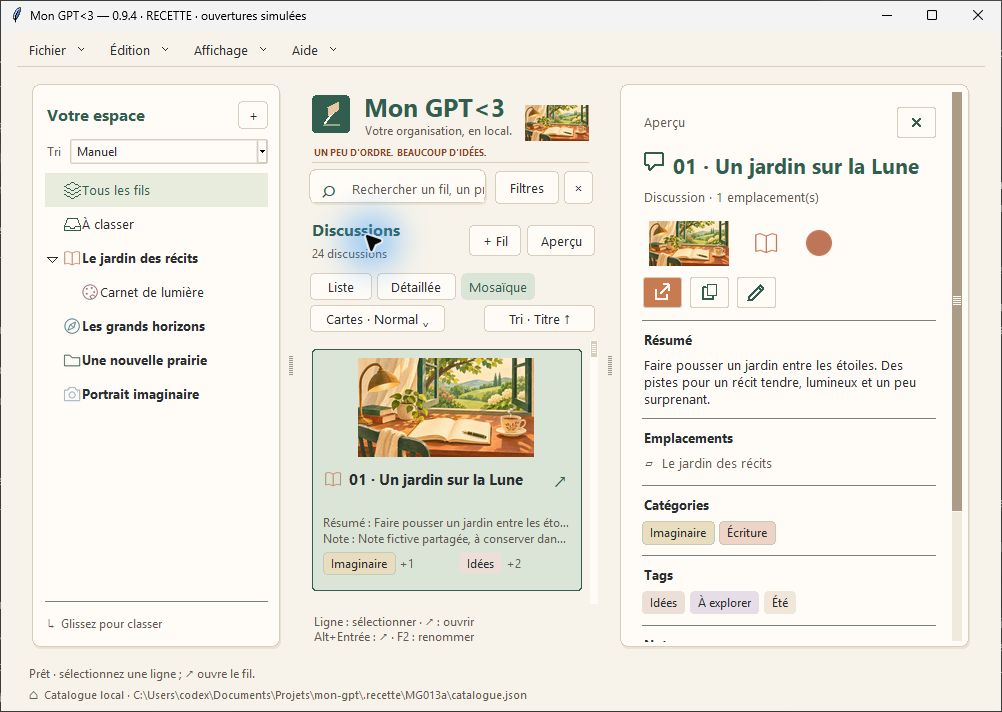 Mon GPT<3 — 0.9.4 · RECETTE · ouvertures simulées
Fichier Édition Affichage Aide
Votre espace
+
Tri Manuel
Tous les fils
À classer
Le jardin des récits
Carnet de lumière
Les grands horizons
Une nouvelle prairie
Portrait imaginaire
Glissez pour classer
Mon GPT<3
Votre organisation, en local.
UN PEU D'ORDRE. BEAUCOUP D'IDÉES.
Rechercher un fil, un pr
Filtres
×
Discussions
24 discussions
+ Fil
Aperçu
Liste Détaillée Mosaïque
Cartes · Normal
Tri · Titre ↑
01 · Un jardin sur la Lune ↗
Résumé : Faire pousser un jardin entre les éto...
Note : Note fictive partagée, à conserver dan...
Imaginaire +1 Idées +2
Ligne : sélectionner · ↗ : ouvrir
Alt+Entrée : ↗ · F2 : renommer
Aperçu
01 · Un jardin sur la Lune
Discussion · 1 emplacement(s)
Résumé
Faire pousser un jardin entre les étoiles. Des
pistes pour un récit tendre, lumineux et un peu
surprenant.
Emplacements
Le jardin des récits
Catégories
Imaginaire Écriture
Tags
Idées À explorer Été
Prêt · sélectionnez une ligne ; ↗ ouvre le fil.
Catalogue local · C:\Users\codex\Documents\Projets\mon-gpt\.recette\MG013a\catalogue.json